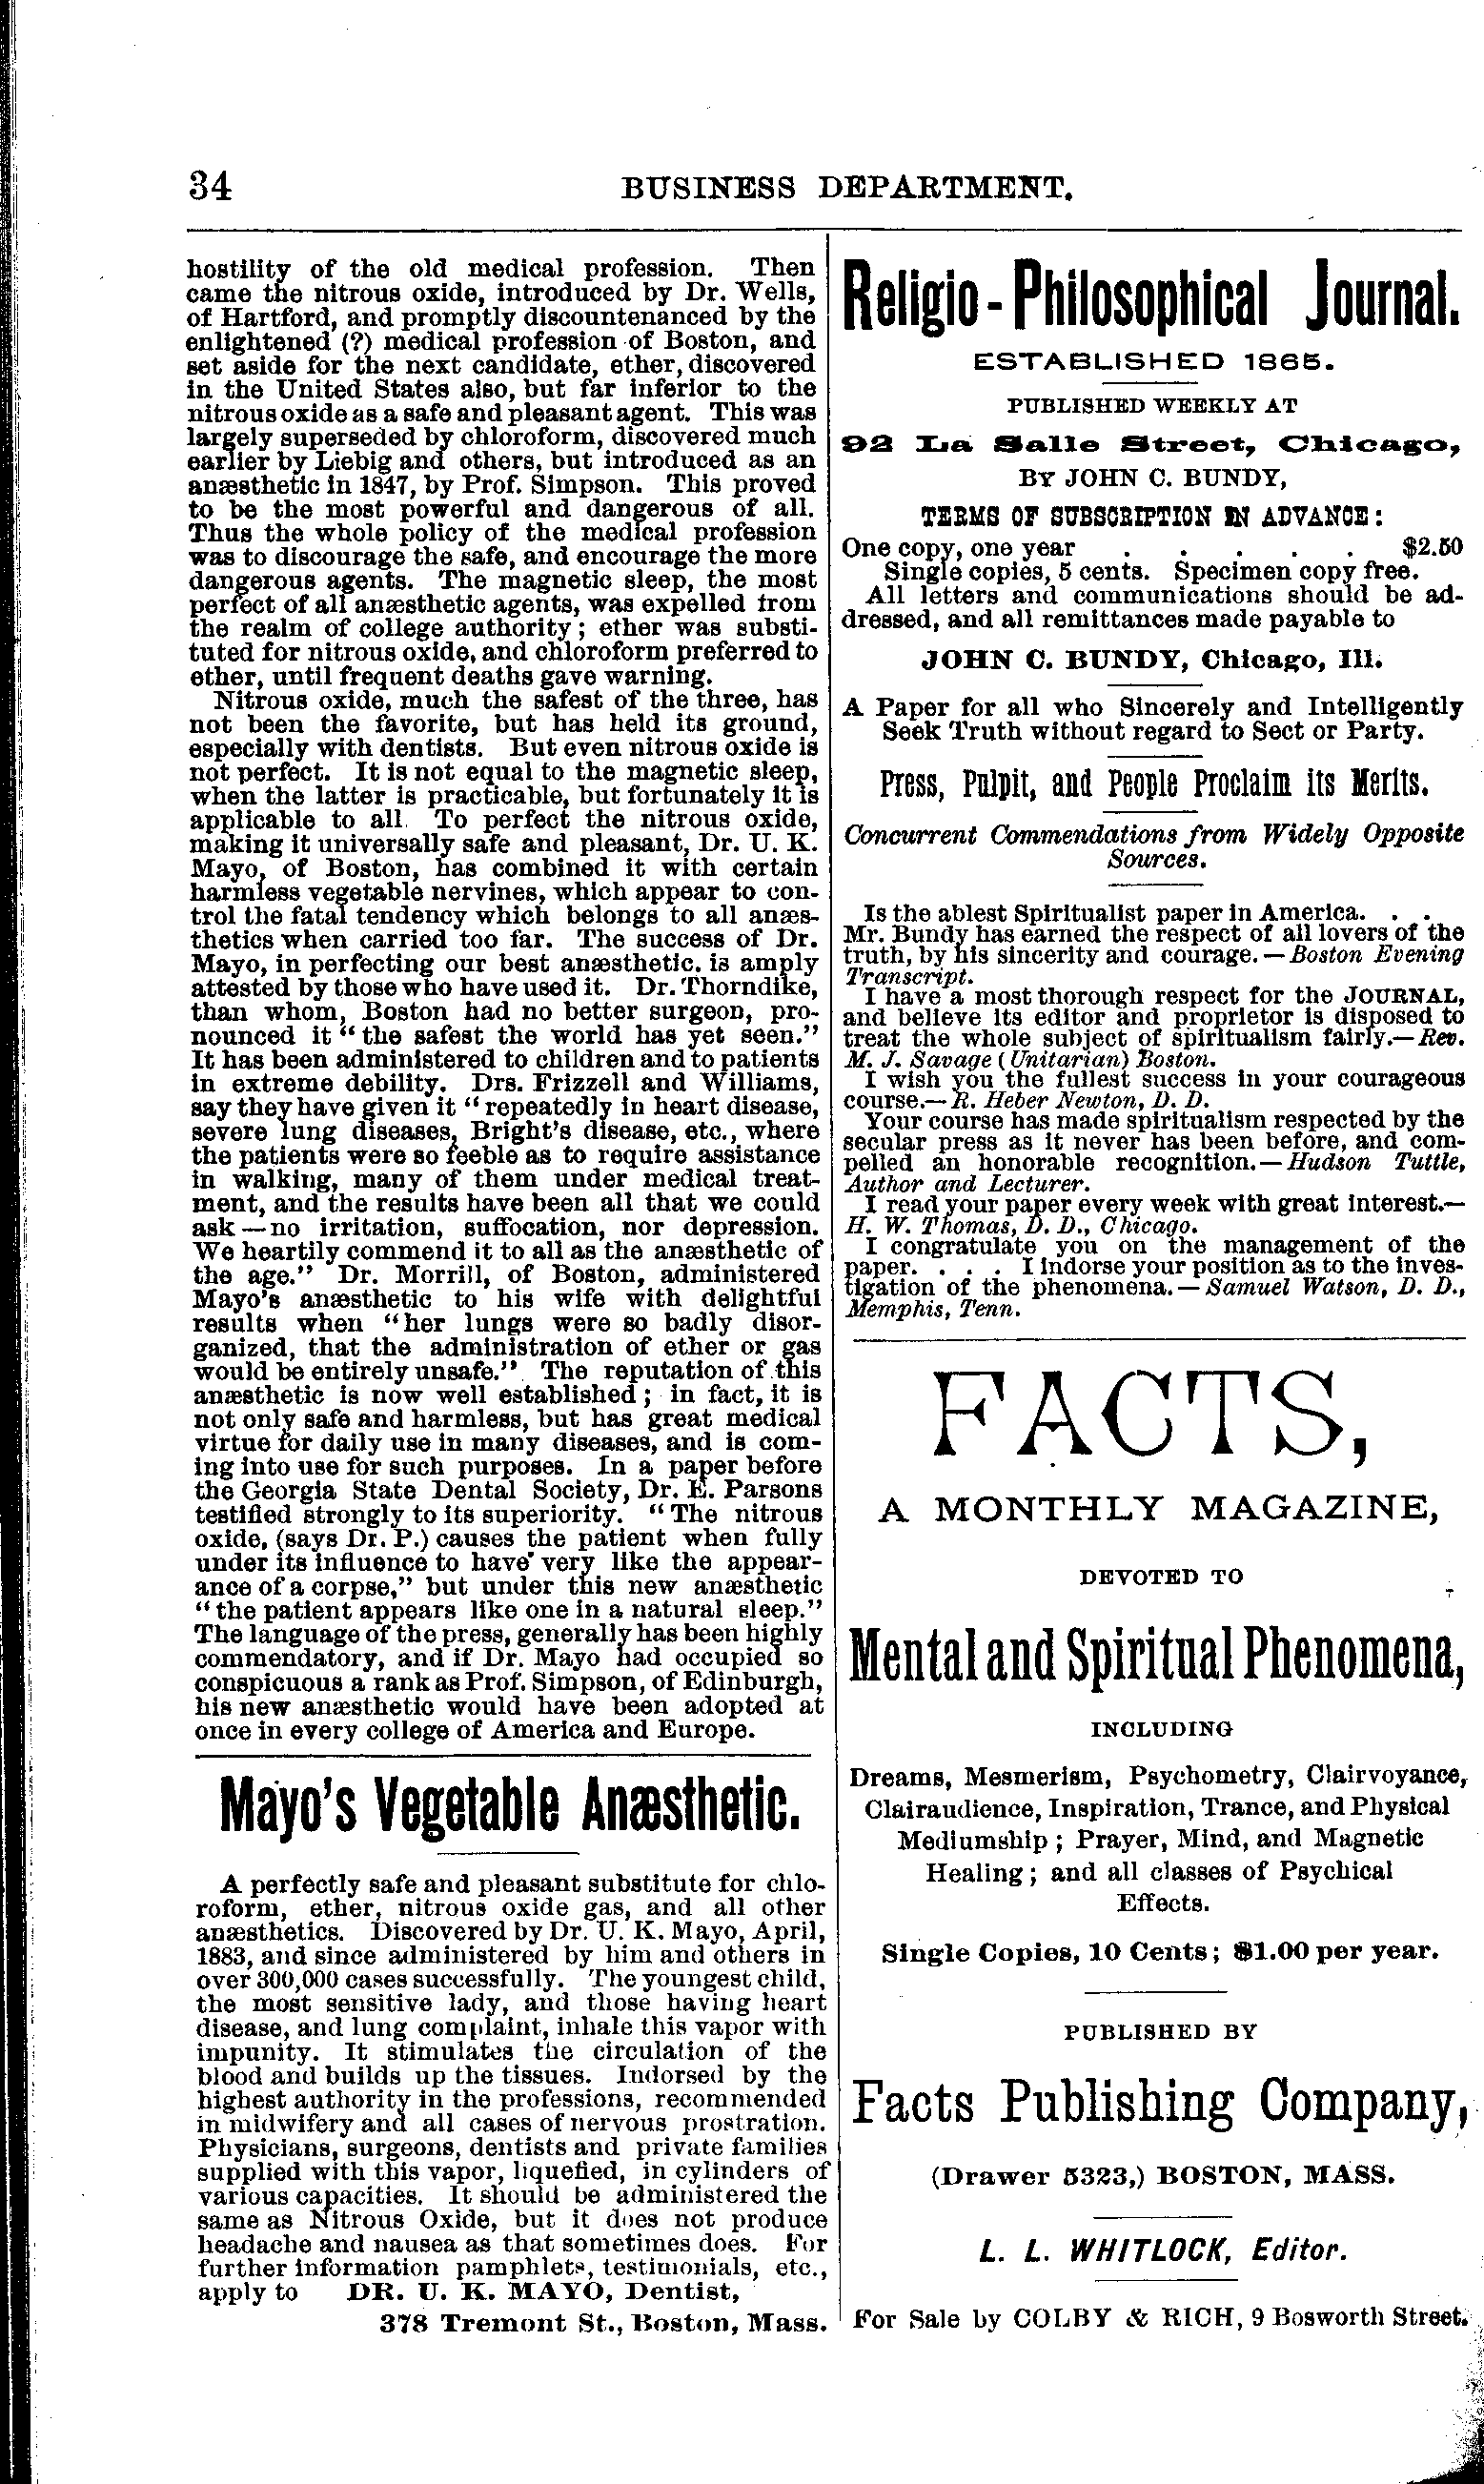 34
BUSINESS DEPARTMENT.
hostility of the old medical profession. Then
came the nitrous oxide, introduced by Dr. Wells,
of Hartford, and promptly discountenanced by the
enlightened (?) medical profession of Boston, and
set aside for the next candidate, ether, discovered
in the United States also, but far inferior to the
nitrous oxide as a safe and pleasant agent. This was
largely superseded by chloroform, discovered much
earlier by Liebig and others, but introduced as an
anæsthetic in 1847, by Prof. Simpson. This proved
to be the most powerful and dangerous of all.
Thus the whole policy of the medical profession
was to discourage the safe, and encourage the more
dangerous agents. The magnetic sleep, the most
perfect of all anæsthetic agents, was expelled from
the realm of college authority; ether was substi-
tuted for nitrous oxide, and chloroform preferred to
ether, until frequent deaths gave warning.
Nitrous oxide, much the safest of the three, has
not been the favorite, but has held its ground,
especially with dentists. But even nitrous oxide is
not perfect. It is not equal to the magnetic sleep,
when the latter is practicable, but fortunately it is
applicable to all. To perfect the nitrous oxide,
making it universally safe and pleasant, Dr. U. K.
Mayo, of Boston, has combined it with certain
harmless vegetable nervines, which appear to con-
trol the fatal tendency which belongs to all anæs-
thetics when carried too far. The success of Dr.
Mayo, in perfecting our best anæsthetic. is amply
attested by those who have used it. Dr. Thorndike,
than whom, Boston had no better surgeon, pro-
nounced it "the safest the world has yet seen."
It has been administered to children and to patients
in extreme debility. Drs. Frizzell and Williams,
say they have given it "repeatedly in heart disease,
severe lung diseases, Bright's disease, etc., where
the patients were so feeble as to require assistance
in walking, many of them under medical treat-
ment, and the results have been all that we could
ask — no irritation, suffocation, nor depression.
We heartily commend it to all as the anæsthetic of
the age." Dr. Morrill, of Boston, administered
Mayo's anæsthetic to his wife with delightful
results when "her lungs were so badly disor-
ganized, that the administration of ether or gas
would be entirely unsafe." The reputation of this
anæsthetic is now well established; in fact, it is
not only safe and harmless, but has great medical
virtue for daily use in many diseases, and is com-
ing into use for such purposes. In a paper before
the Georgia State Dental Society, Dr. E. Parsons
testified strongly to its superiority. "The nitrous
oxide, (says Dr. P.) causes the patient when fully
under its influence to have very like the appear-
ance of a corpse," but under this new anæsthetic
"the patient appears like one in a natural sleep."
The language of the press, generally has been highly
commendatory, and if Dr. Mayo had occupied so
conspicuous a rank as Prof. Simpson, of Edinburgh,
his new anæsthetic would have been adopted at
once in every college of America and Europe.
Mayo's Vegetable Anæsthetic.
A perfectly safe and pleasant substitute for chlo-
roform, ether, nitrous oxide gas, and all other
anæsthetics. Discovered by Dr. U. K. Mayo, April,
1883, and since administered by him and others in
over 300,000 cases successfully. The youngest child,
the most sensitive lady, and those having heart
disease, and lung complaint, inhale this vapor with
impunity. It stimulates the circulation of the
blood and builds up the tissues. Indorsed by the
highest authority in the professions, recommended
in midwifery and all cases of nervous prostration.
Physicians, surgeons, dentists and private families
supplied with this vapor, liquefied, in cylinders of
various capacities. It should be administered the
same as Nitrous Oxide, but it does not produce
headache and nausea as that sometimes does. For
further information pamphlets, testimonials, etc.,
apply to DR. U. K. MAYO, Dentist,
378 Tremont St., Boston, Mass.
Religio-Philosophical Journal.
ESTABLISHED 1865.
PUBLISHED WEEKLY AT
92 La Salle Street, Chicago,
BY JOHN C. BUNDY,
TERMS OF SUBSCRIPTION IN ADVANCE:
One copy, one year . . . . . $2.50
Single copies, 5 cents. Specimen copy free.
All letters and communications should be ad-
dressed, and all remittances made payable to
JOHN C. BUNDY, Chicago, Ill.
A Paper for all who Sincerely and Intelligently
Seek Truth without regard to Sect or Party.
Press, Pulpit, and People Proclaim its Merits.
Concurrent Commendations from Widely Opposite
Sources.
Is the ablest Spiritualist paper in America. . .
Mr. Bundy has earned the respect of all lovers of the
truth, by his sincerity and courage. — Boston Evening
Transcript.
I have a most thorough respect for the JOURNAL,
and believe its editor and proprietor is disposed to
treat the whole subject of spiritualism fairly.—Rev.
M. J. Savage (Unitarian) Boston.
I wish you the fullest success in your courageous
course.—R. Heber Newton, D. D.
Your course has made spiritualism respected by the
secular press as it never has been before, and com-
pelled an honorable recognition.—Hudson Tuttle,
Author and Lecturer.
I read your paper every week with great interest.—
H. W. Thomas, D. D., Chicago.
I congratulate you on the management of the
paper. . . . I indorse your position as to the inves-
tigation of the phenomena.—Samuel Watson, D. D.,
Memphis, Tenn.
FACTS,
A MONTHLY MAGAZINE,
DEVOTED TO
Mental and Spiritual Phenomena,
INCLUDING
Dreams, Mesmerism, Psychometry, Clairvoyance,
Clairaudience, Inspiration, Trance, and Physical
Mediumship; Prayer, Mind, and Magnetic
Healing; and all classes of Psychical
Effects.
Single Copies, 10 Cents; $1.00 per year.
PUBLISHED BY
Facts Publishing Company,
(Drawer 5323,) BOSTON, MASS.
L. L. WHITLOCK, Editor.
For Sale by COLBY & RICH, 9 Bosworth Street.